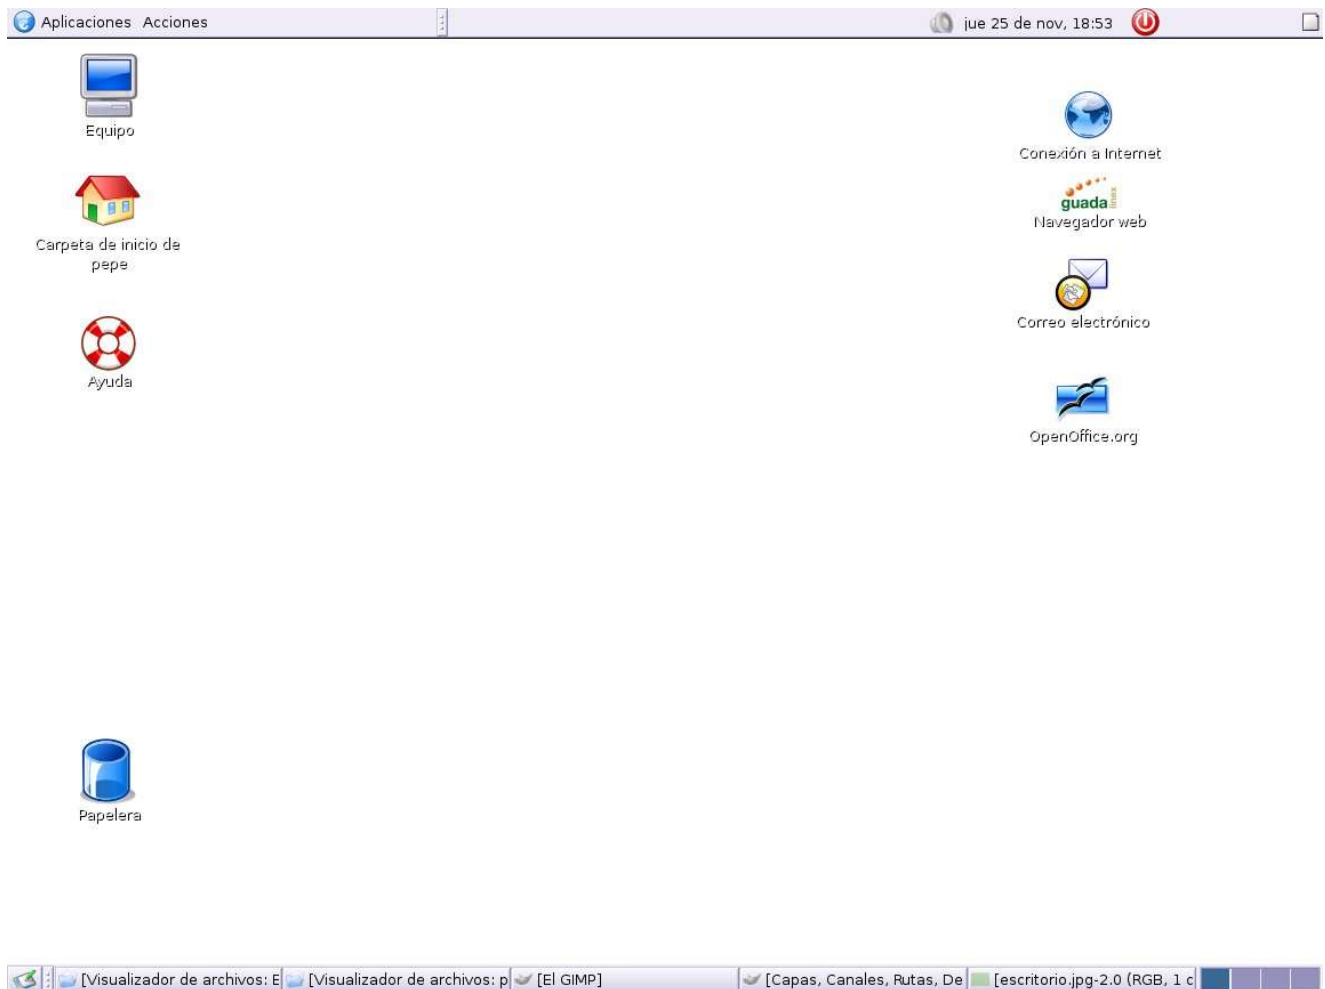 Aplicaciones Acciones
jue 25 de nov, 18:53
Equipo
Conexión a Internet
Carpeta de inicio de
pepe
guada
linex
Navegador web
Correo electrónico
Ayuda
OpenOffice.org
Papelera
[Visualizador de archivos: E
[Visualizador de archivos: p
[El GIMP]
[Capas, Canales, Rutas, De
[escritorio.jpg-2.0 (RGB, 1 c